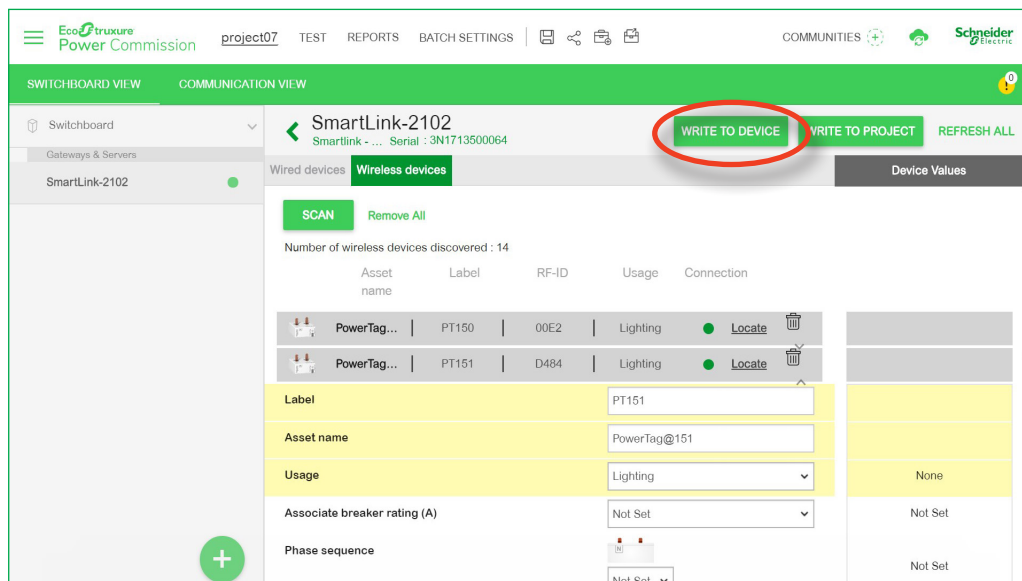 EcoStruxure
Power Commission
project07 TEST REPORTS BATCH SETTINGS COMMUNITIES Schneider Electric
SWITCHBOARD VIEW COMMUNICATION VIEW 0
Switchboard
Gateways & Servers
SmartLink-2102
SmartLink-2102
Smartlink - ... Serial : 3N1713500064
WRITE TO DEVICE WRITE TO PROJECT REFRESH ALL
Wired devices Wireless devices Device Values
SCAN Remove All
Number of wireless devices discovered : 14
Asset name Label RF-ID Usage Connection
PowerTag... PT150 00E2 Lighting Locate
PowerTag... PT151 D484 Lighting Locate
Label PT151
Asset name PowerTag@151
Usage Lighting None
Associate breaker rating (A) Not Set Not Set
Phase sequence N Not Set
Not Set